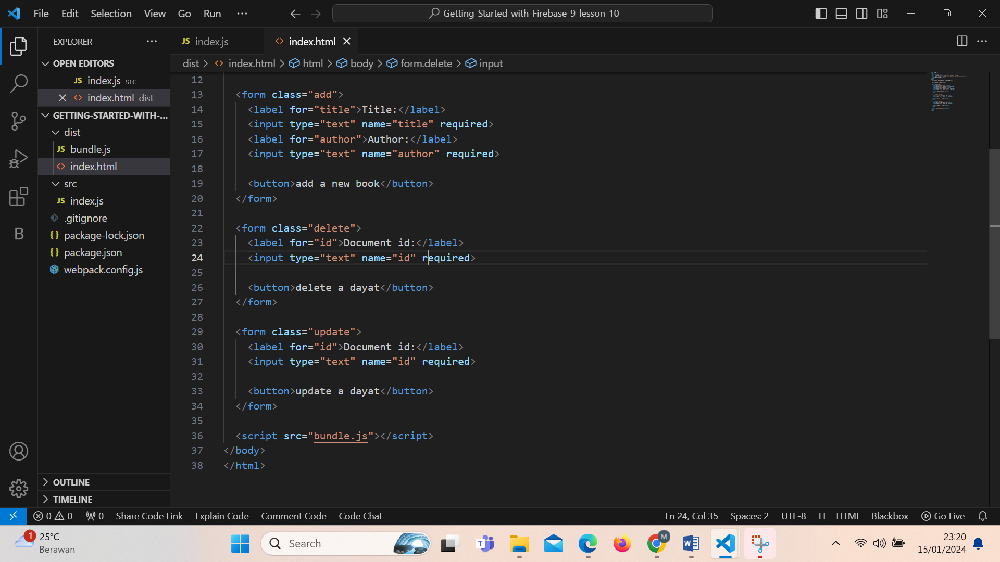 File Edit Selection View Go Run ··· Getting-Started-with-Firebase-9-lesson-10
EXPLORER
OPEN EDITORS
JS index.js src
index.html dist
GETTING-STARTED-WITH-...
dist
JS bundle.js
index.html
src
JS index.js
.gitignore
{} package-lock.json
{} package.json
webpack.config.js
B
OUTLINE
TIMELINE
JS index.js
<> index.html
dist > <> index.html > html > body > form.delete > input
12
13 <form class="add">
14 <label for="title">Title:</label>
15 <input type="text" name="title" required>
16 <label for="author">Author:</label>
17 <input type="text" name="author" required>
18
19 <button>add a new book</button>
20 </form>
21
22 <form class="delete">
23 <label for="id">Document id:</label>
24 <input type="text" name="id" required>
25
26 <button>delete a dayat</button>
27 </form>
28
29 <form class="update">
30 <label for="id">Document id:</label>
31 <input type="text" name="id" required>
32
33 <button>update a dayat</button>
34 </form>
35
36 <script src="bundle.js"></script>
37 </body>
38 </html>
0 0 0 Share Code Link Explain Code Comment Code Code Chat Ln 24, Col 35 Spaces: 2 UTF-8 LF HTML Blackbox Go Live
1 25°C
Berawan
Search
T
M
W
23:20
15/01/2024